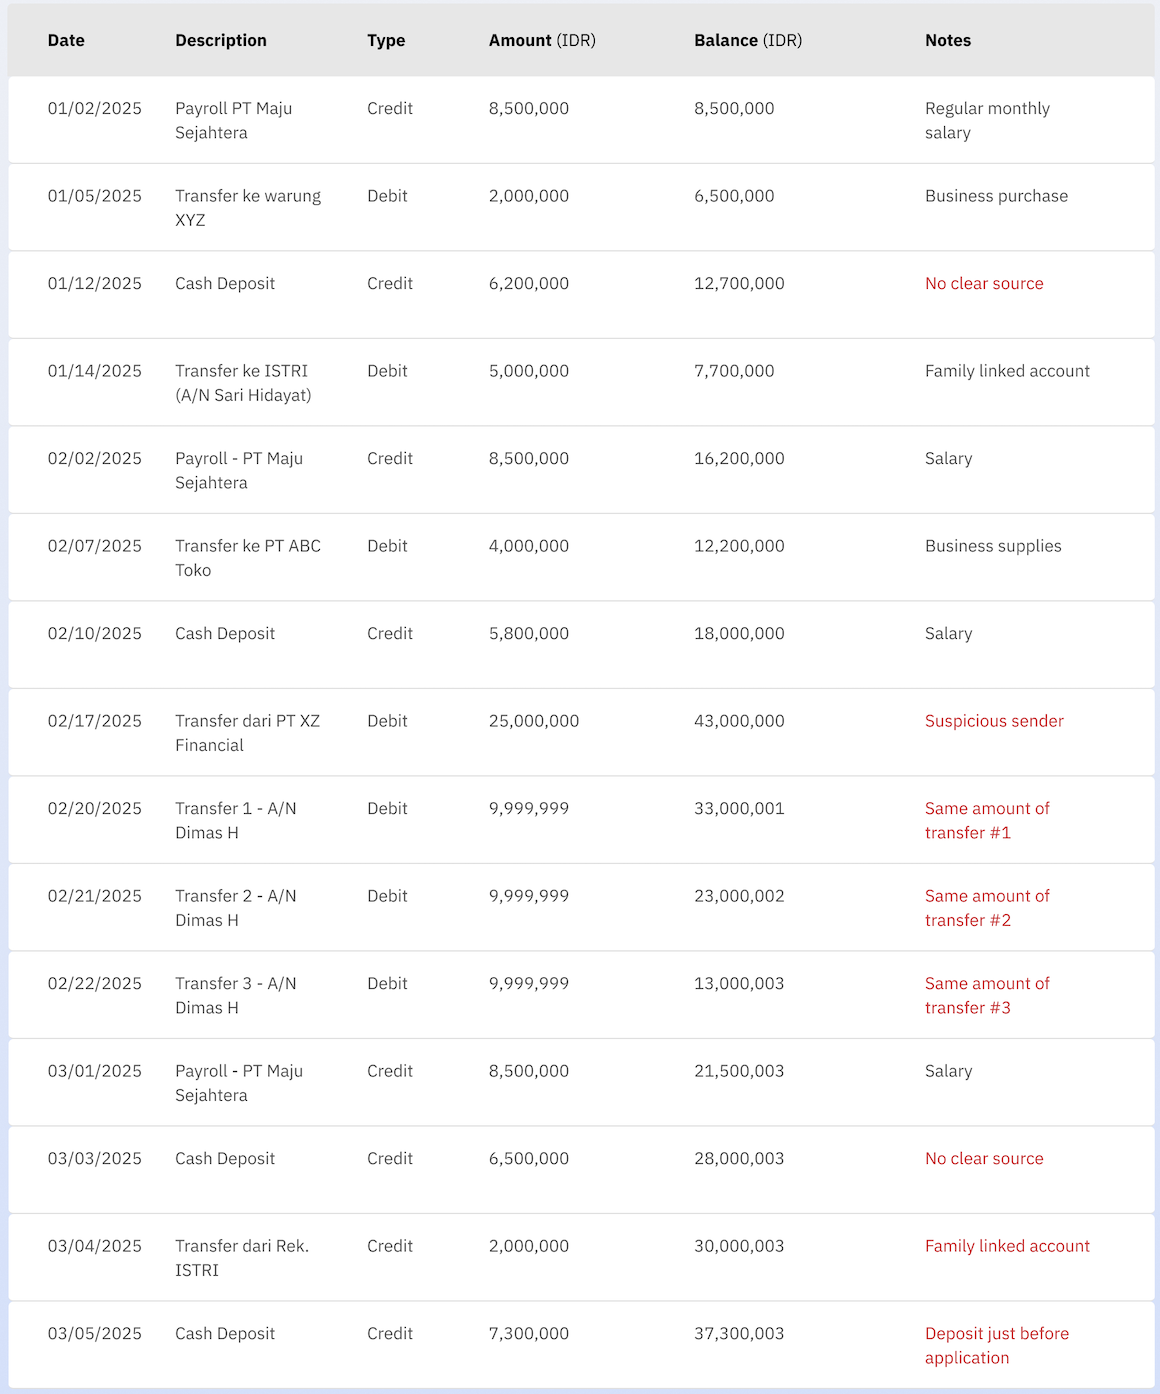 Date Description Type Amount (IDR) Balance (IDR) Notes
01/02/2025 Payroll PT Maju Credit 8,500,000 8,500,000 Regular monthly
Sejahtera salary
01/05/2025 Transfer ke warung Debit 2,000,000 6,500,000 Business purchase
XYZ
01/12/2025 Cash Deposit Credit 6,200,000 12,700,000 No clear source
01/14/2025 Transfer ke ISTRI Debit 5,000,000 7,700,000 Family linked account
(A/N Sari Hidayat)
02/02/2025 Payroll - PT Maju Credit 8,500,000 16,200,000 Salary
Sejahtera
02/07/2025 Transfer ke PT ABC Debit 4,000,000 12,200,000 Business supplies
Toko
02/10/2025 Cash Deposit Credit 5,800,000 18,000,000 Salary
02/17/2025 Transfer dari PT XZ Debit 25,000,000 43,000,000 Suspicious sender
Financial
02/20/2025 Transfer 1 - A/N Debit 9,999,999 33,000,001 Same amount of
Dimas H transfer #1
02/21/2025 Transfer 2 - A/N Debit 9,999,999 23,000,002 Same amount of
Dimas H transfer #2
02/22/2025 Transfer 3 - A/N Debit 9,999,999 13,000,003 Same amount of
Dimas H transfer #3
03/01/2025 Payroll - PT Maju Credit 8,500,000 21,500,003 Salary
Sejahtera
03/03/2025 Cash Deposit Credit 6,500,000 28,000,003 No clear source
03/04/2025 Transfer dari Rek. Credit 2,000,000 30,000,003 Family linked account
ISTRI
03/05/2025 Cash Deposit Credit 7,300,000 37,300,003 Deposit just before
application